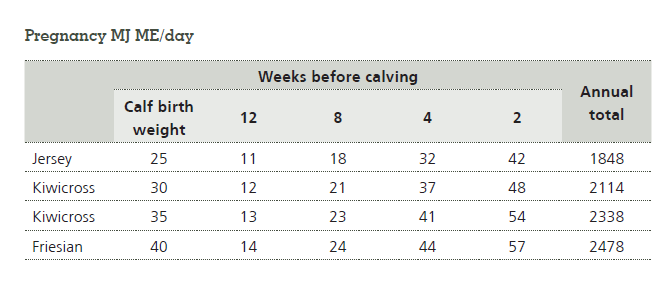 Pregnancy MJ ME/day
Weeks before calving
Calf birth weight 12 8 4 2 Annual total
Jersey 25 11 18 32 42 1848
Kiwicross 30 12 21 37 48 2114
Kiwicross 35 13 23 41 54 2338
Friesian 40 14 24 44 57 2478